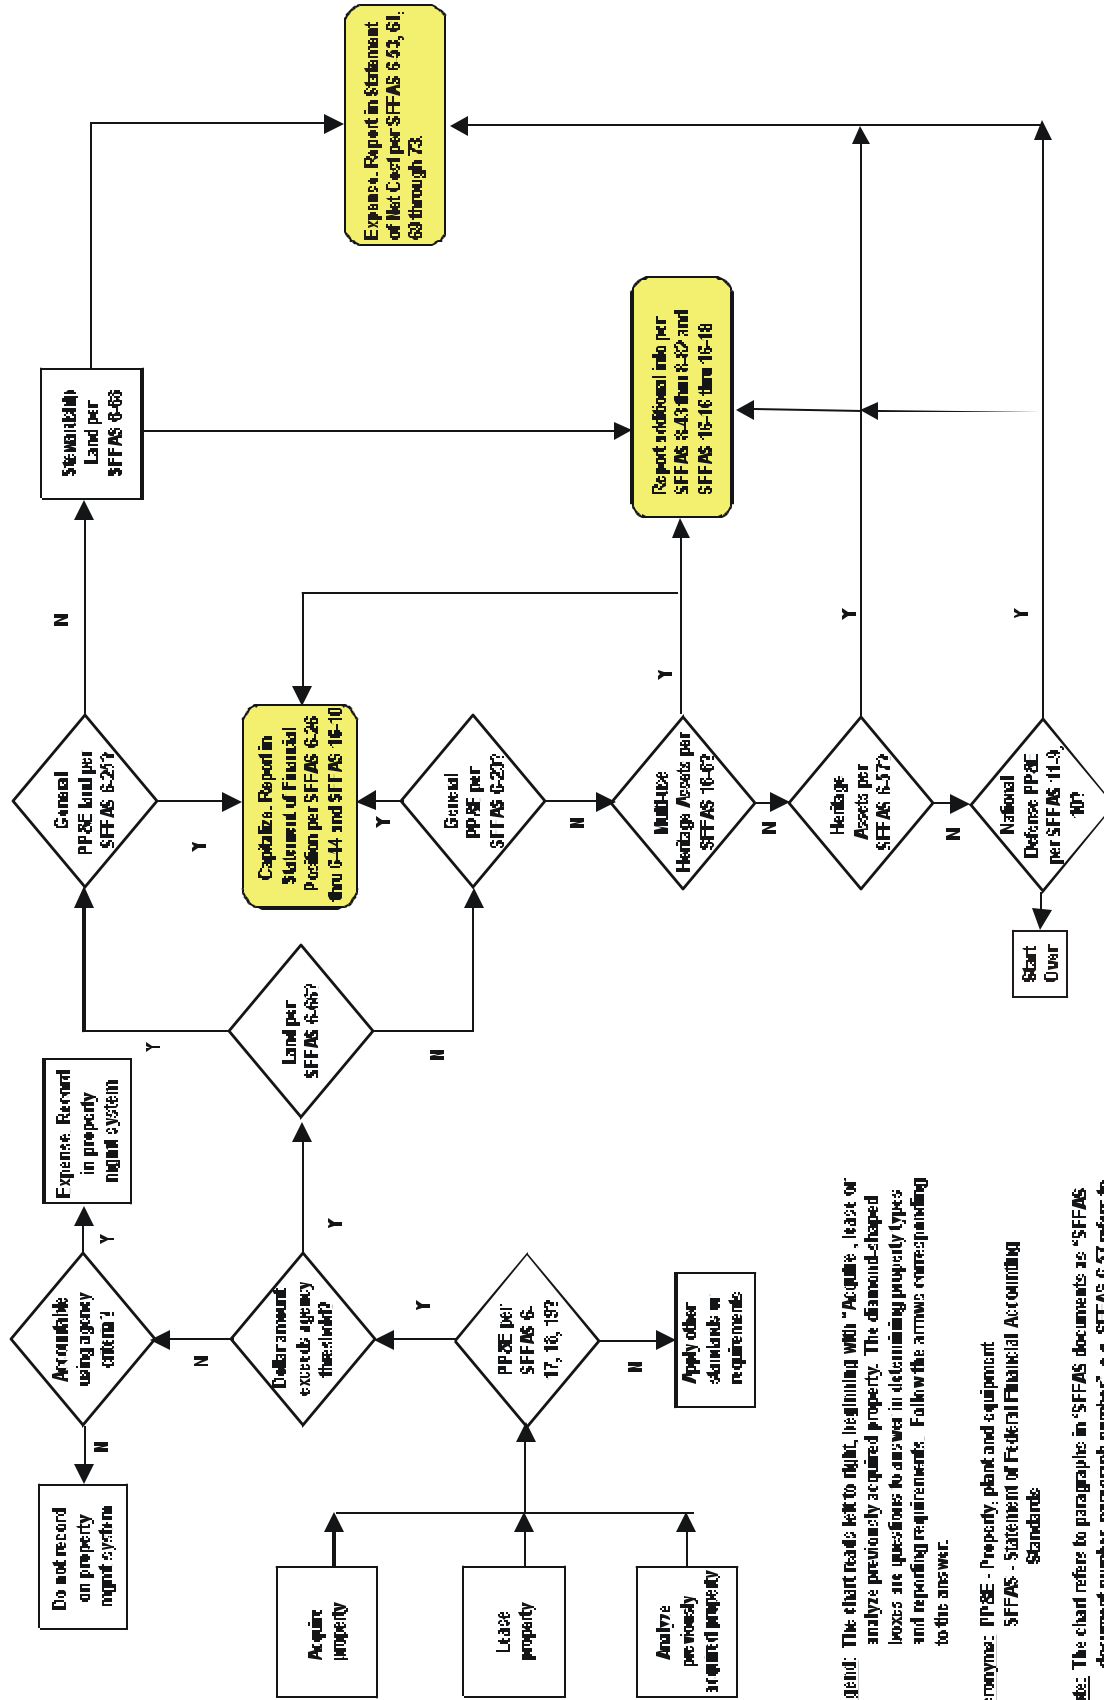 Acquire
property
Lease
property
Analyze
previously
acquired property
Do not record
on property
mgmt system
N
Accountable
using agency
criteria?
Y
Expense. Record
in property
mgmt system
N
Dollar amount
exceeds agency
threshold?
Y
Y
PP&E per
SFFAS 6-
17, 18, 19?
N
Apply other
standards or
requirements
Land per
SFFAS 6-66?
Y
N
General
PP&E land per
SFFAS 6-25?
N
Y
Stewardship
Land per
SFFAS
Capitalize. Report in
Statement of Financial
Position per SFFAS 6-26
thru 6-44 and SFFAS 16-10
Y
General
PP&E per
SFFAS 6-23?
N
Multi-use
Heritage Assets per
SFFAS 16-6?
Y
N
Heritage
Assets per
SFFAS 6-57?
Y
N
National
Defense PP&E
per SFFAS 11-9,
10?
Y
Start
Over
Report additional info per
SFFAS thru and
SFFAS 16-16 thru 16-18
Expense. Report in Statement
of Net Cost per SFFAS 6-53, 61,
69 through 73.
gend: The chart reads left to right, beginning with "Acquire, lease or
analyze previously acquired property. The diamond-shaped
boxes are questions to answer in determining property types
and reporting requirements. Follow the arrows corresponding
to the answer.
eronyms: PP&E - Property, plant and equipment
SFFAS - Statement of Federal Financial Accounting
Standards
The chart refers to paragraphs in "SFFAS documents as "SFFAS